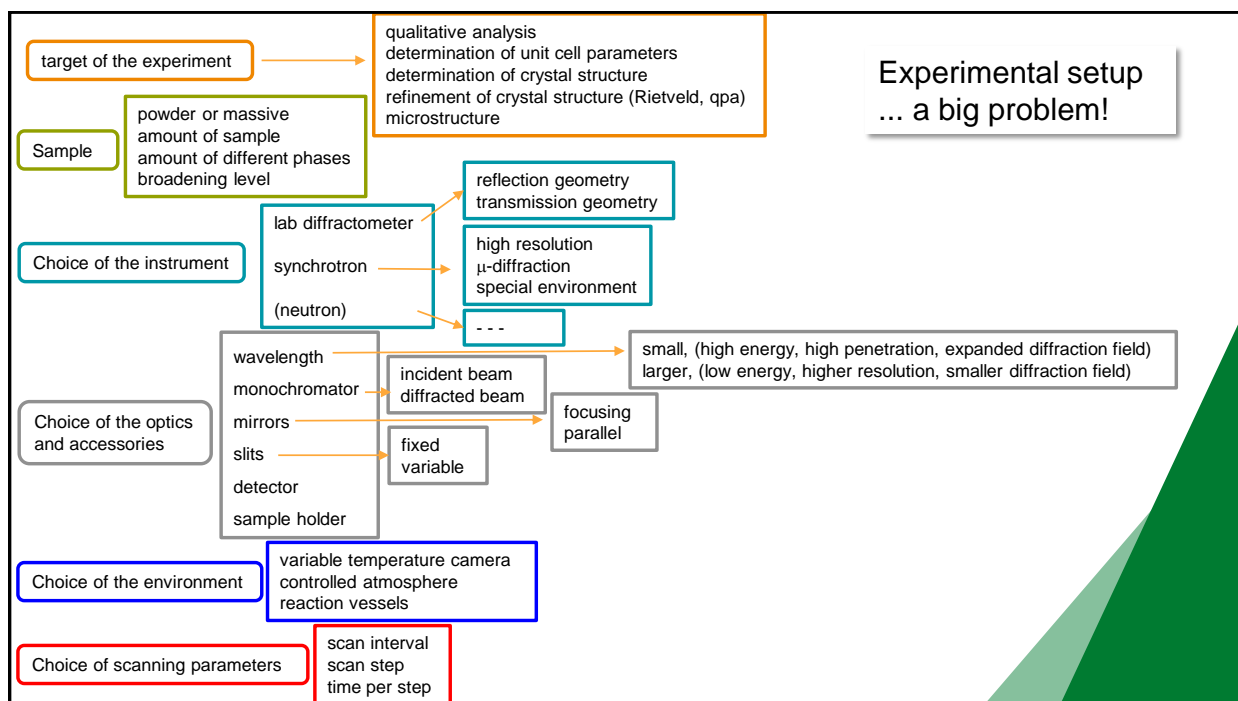 Experimental setup
... a big problem!
target of the experiment
qualitative analysis
determination of unit cell parameters
determination of crystal structure
refinement of crystal structure (Rietveld, qpa)
microstructure
Sample
powder or massive
amount of sample
amount of different phases
broadening level
Choice of the instrument
lab diffractometer
reflection geometry
transmission geometry
synchrotron
high resolution
μ-diffraction
special environment
(neutron)
- - -
Choice of the optics
and accessories
wavelength
small, (high energy, high penetration, expanded diffraction field)
larger, (low energy, higher resolution, smaller diffraction field)
monochromator
incident beam
diffracted beam
mirrors
focusing
parallel
slits
fixed
variable
detector
sample holder
Choice of the environment
variable temperature camera
controlled atmosphere
reaction vessels
Choice of scanning parameters
scan interval
scan step
time per step